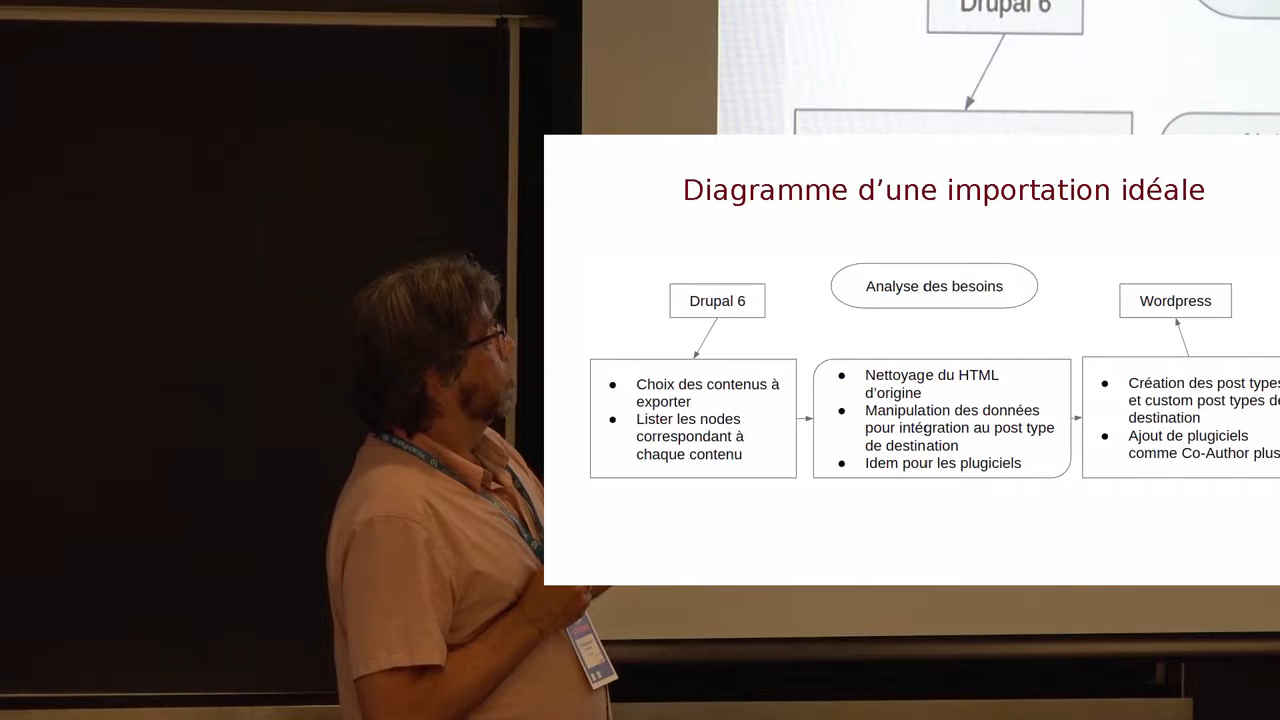 Drupal 6
Diagramme d’une importation idéale
Analyse des besoins
Drupal 6
Wordpress
● Choix des contenus à
exporter
● Lister les nodes
correspondant à
chaque contenu
● Nettoyage du HTML
d’origine
● Manipulation des données
pour intégration au post type
de destination
● Idem pour les plugiciels
● Création des post types
et custom post types de
destination
● Ajout de plugiciels
comme Co-Author plus